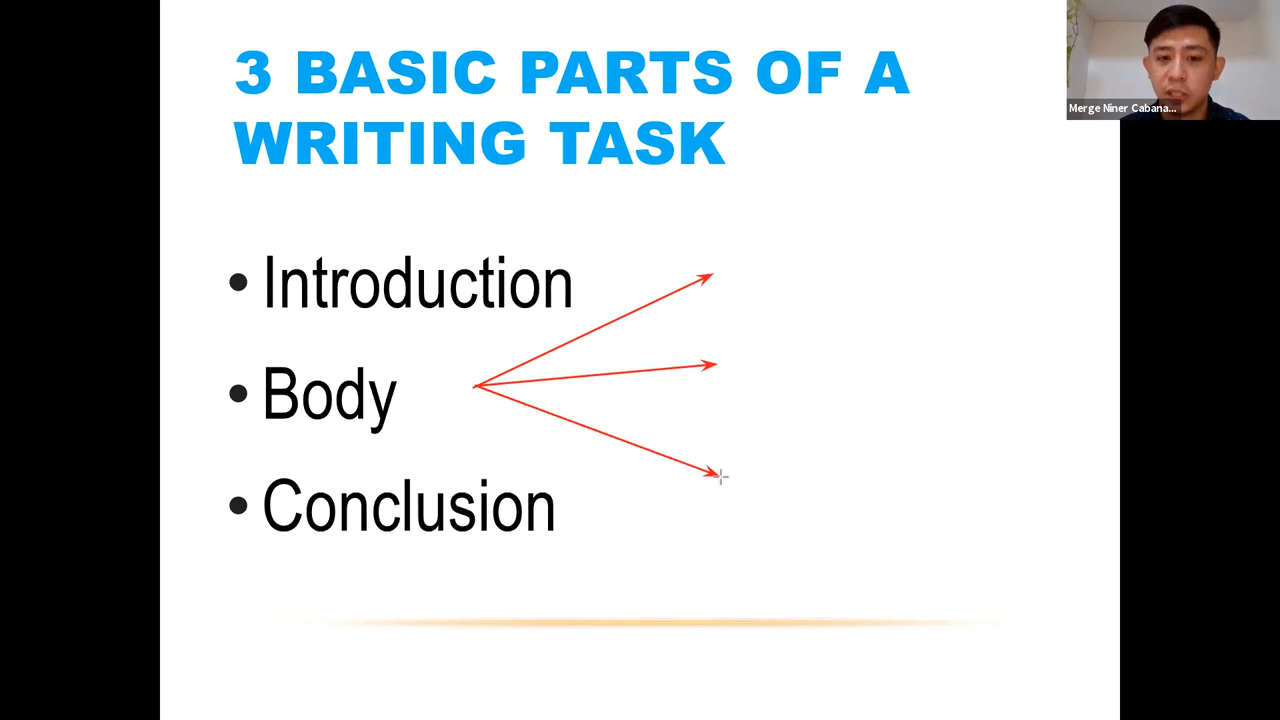 3 BASIC PARTS OF A
WRITING TASK
• Introduction
• Body
• Conclusion
Merge Niner Cabana...